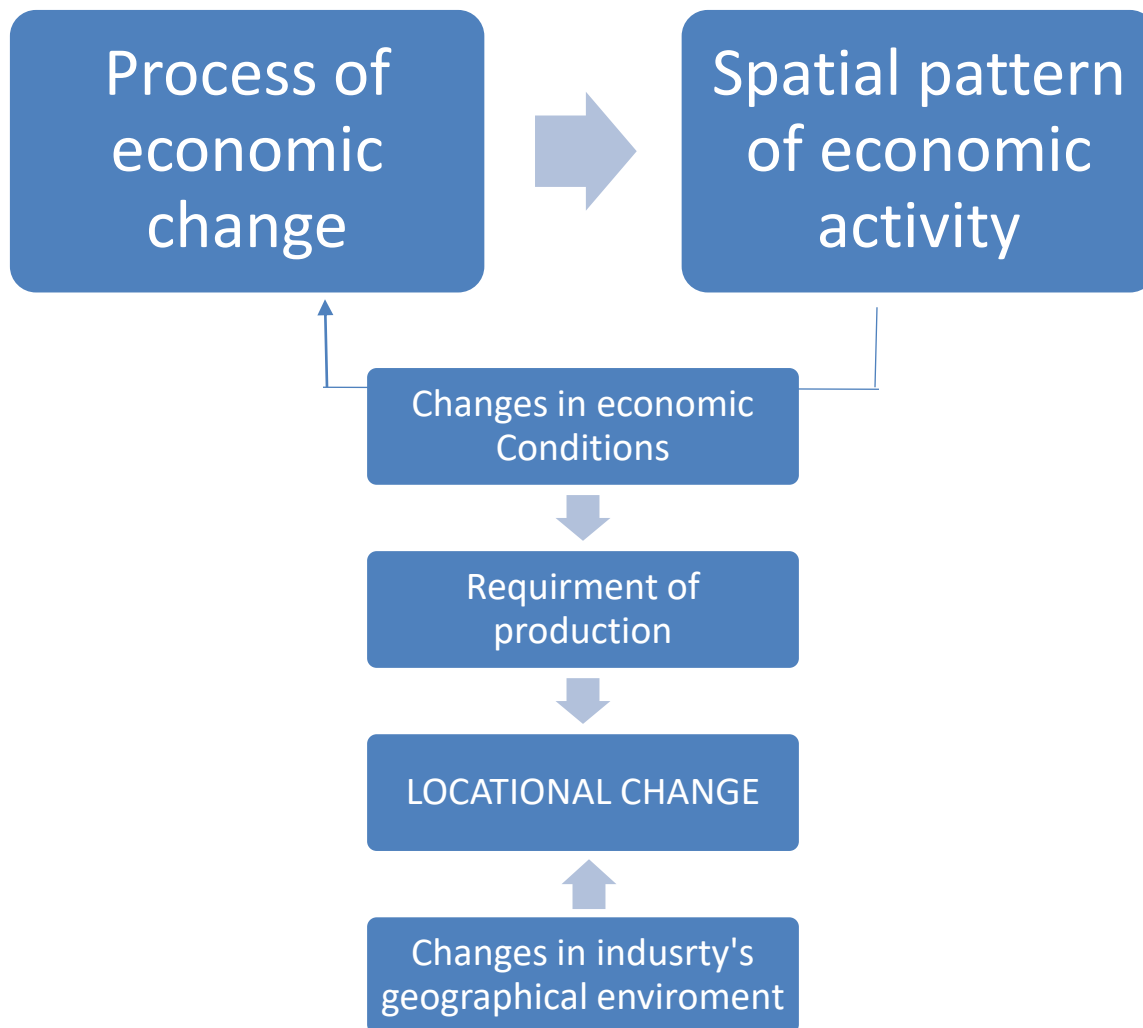 Process of
economic
change
Spatial pattern
of economic
activity
Changes in economic
Conditions
Requirment of
production
LOCATIONAL CHANGE
Changes in indusrty's
geographical enviroment